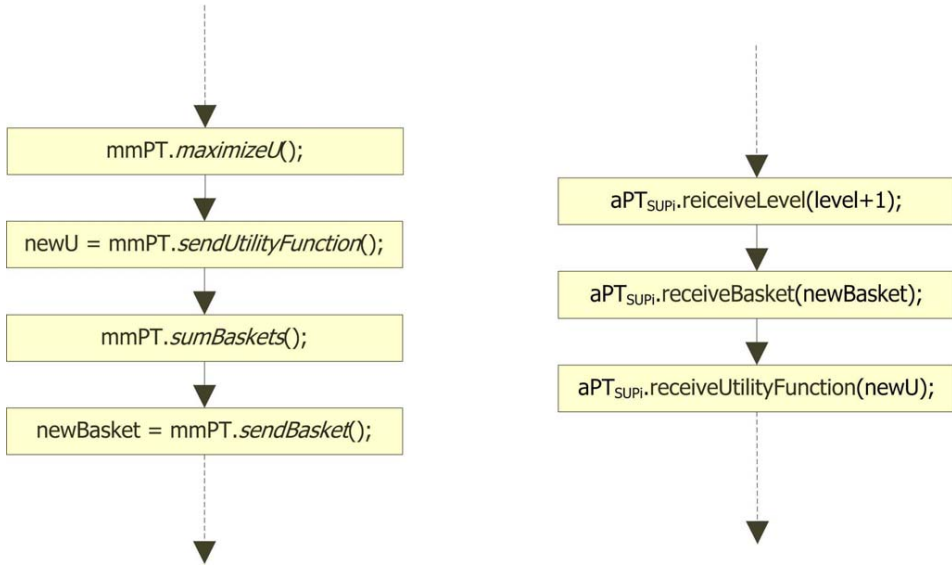 mmPT.maximizeU();
newU = mmPT.sendUtilityFunction();
mmPT.sumBaskets();
newBasket = mmPT.sendBasket();
aPTSUPi.reiceiveLevel(level+1);
aPTSUPi.receiveBasket(newBasket);
aPTSUPi.receiveUtilityFunction(newU);